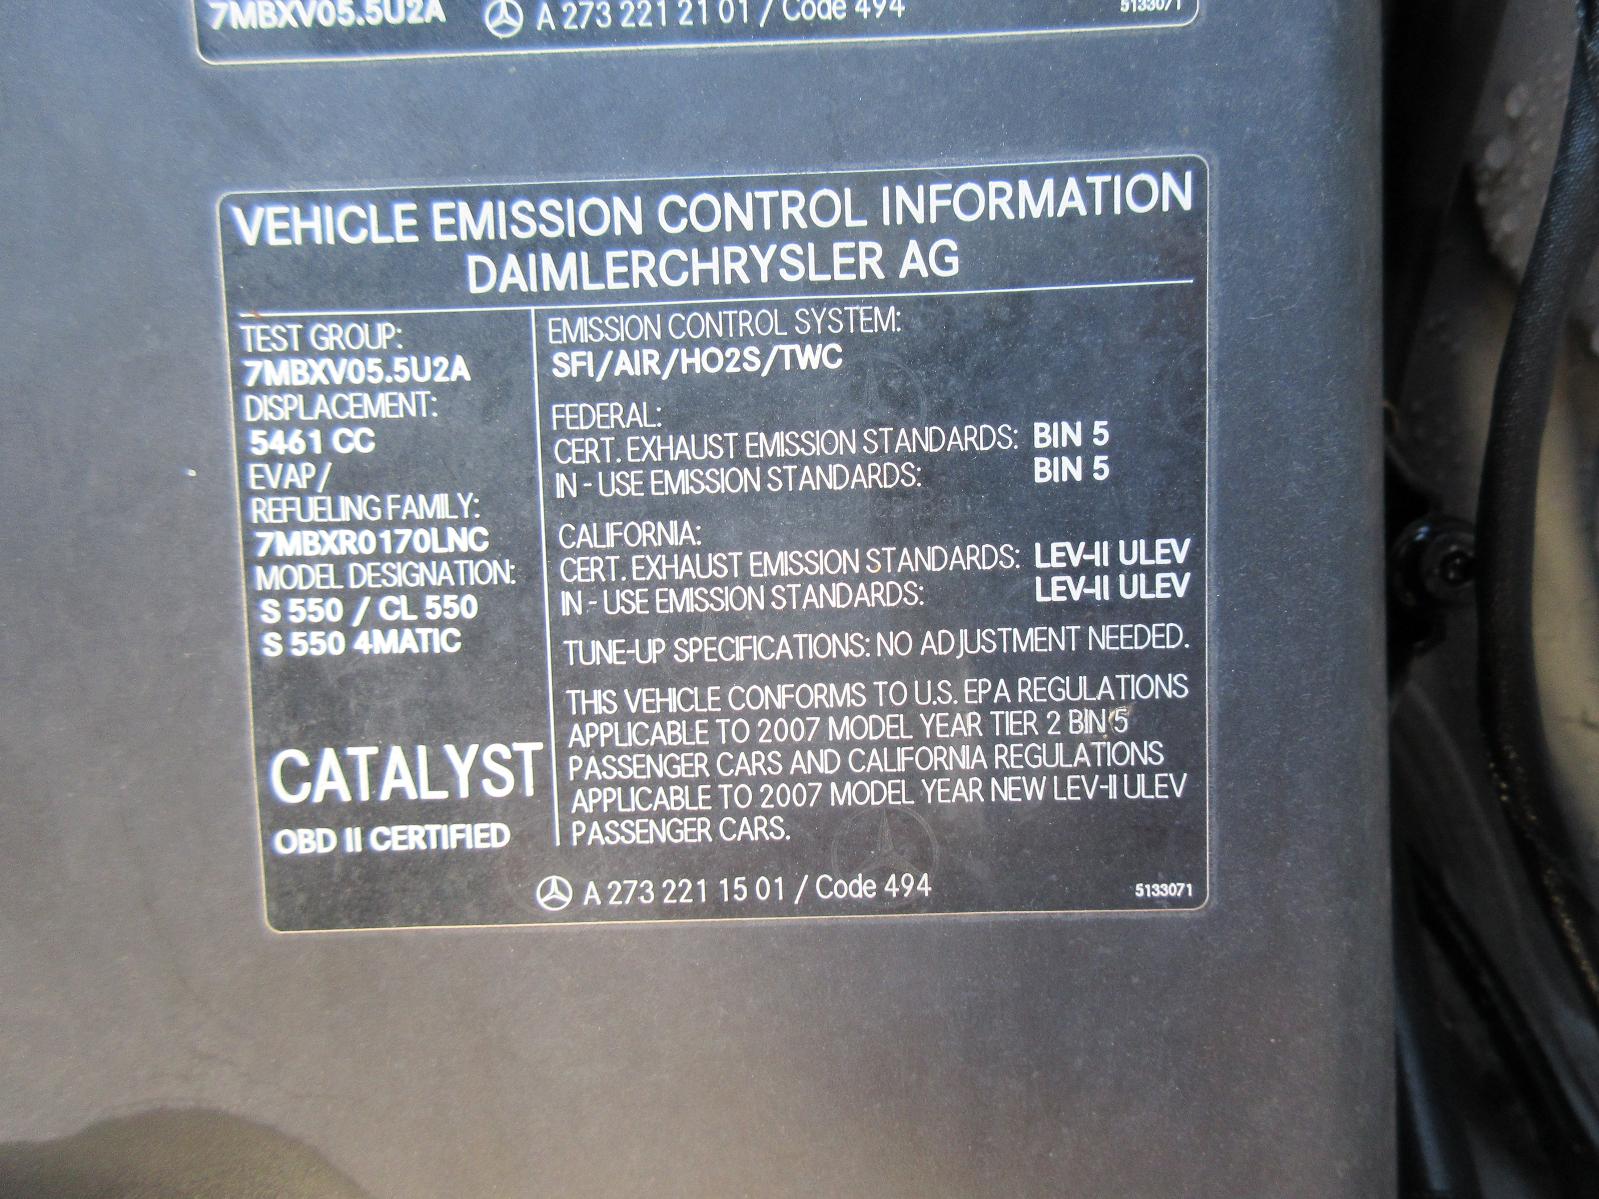 7MBXV05.5U2A A 273 221 21 01 / Code 494 5133071
VEHICLE EMISSION CONTROL INFORMATION
DAIMLERCHRYSLER AG
TEST GROUP:
7MBXV05.5U2A
DISPLACEMENT:
5461 CC
EVAP/
REFUELING FAMILY:
7MBXR0170LNC
MODEL DESIGNATION:
S 550 / CL 550
S 550 4MATIC
CATALYST
OBD II CERTIFIED
EMISSION CONTROL SYSTEM:
SFI/AIR/HO2S/TWC
FEDERAL:
CERT. EXHAUST EMISSION STANDARDS: BIN 5
IN - USE EMISSION STANDARDS: BIN 5
CALIFORNIA:
CERT. EXHAUST EMISSION STANDARDS: LEV-II ULEV
IN - USE EMISSION STANDARDS: LEV-II ULEV
TUNE-UP SPECIFICATIONS: NO ADJUSTMENT NEEDED.
THIS VEHICLE CONFORMS TO U.S. EPA REGULATIONS
APPLICABLE TO 2007 MODEL YEAR TIER 2 BIN 5
PASSENGER CARS AND CALIFORNIA REGULATIONS
APPLICABLE TO 2007 MODEL YEAR NEW LEV-II ULEV
PASSENGER CARS.
A 273 221 15 01 / Code 494 5133071